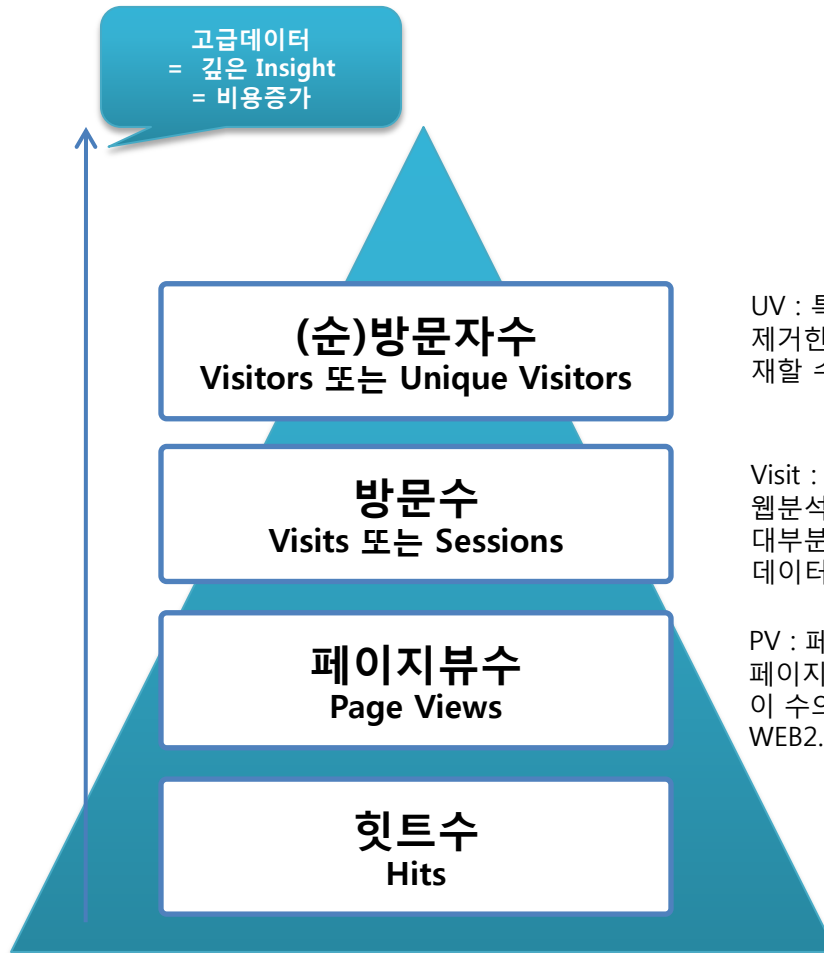 고급데이터
= 깊은 Insight
= 비용증가
(순)방문자수
Visitors 또는 Unique Visitors
UV :
제거한
재할
방문수
Visits 또는 Sessions
Visit :
웹분석
대부분
데이터
페이지뷰수
Page Views
PV : 페
페이지
이 수의
WEB2.
힛트수
Hits